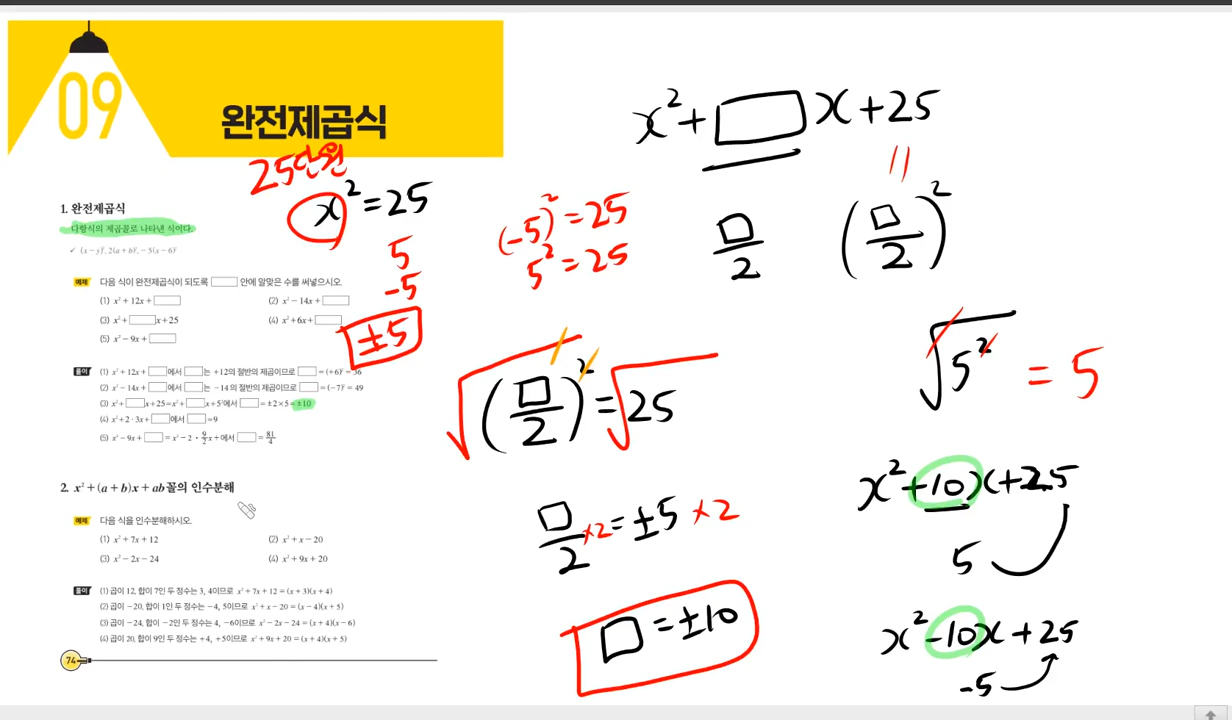 09
완전제곱식
25단원
1. 완전제곱식
다항식의 제곱꼴로 나타낸 식이다.
✓ (x−y)², 2(a+b)², −5(x−6)²
예제 다음 식이 완전제곱식이 되도록 □ 안에 알맞은 수를 써넣으시오.
(1) x²+12x+□ (2) x²−14x+□
(3) x²+□x+25 (4) x²+6x+□
(5) x²−9x+□
풀이 (1) x²+12x+□에서 □는 +12의 절반의 제곱이므로 □=(+6)²=36
(2) x²−14x+□에서 □는 −14의 절반의 제곱이므로 □=(−7)²=49
(3) x²+□x+25=x²+□x+5²에서 □=±2×5=±10
(4) x²+2·3x+□에서 □=9
(5) x²−9x+□=x²−2·9/2x+에서 □=81/4
2. x²+(a+b)x+ab꼴의 인수분해
예제 다음 식을 인수분해하시오.
(1) x²+7x+12 (2) x²+x−20
(3) x²−2x−24 (4) x²+9x+20
풀이 (1) 곱이 12, 합이 7인 두 정수는 3, 4이므로 x²+7x+12=(x+3)(x+4)
(2) 곱이 −20, 합이 1인 두 정수는 −4, 5이므로 x²+x−20=(x−4)(x+5)
(3) 곱이 −24, 합이 −2인 두 정수는 4, −6이므로 x²−2x−24=(x+4)(x−6)
(4) 곱이 20, 합이 9인 두 정수는 +4, +5이므로 x²+9x+20=(x+4)(x+5)
74
x²=25
5
-5
±5
(-5)²=25
5²=25
x²+□x+25
□/2 (□/2)²
√(□/2)²=√25
□/2×2=±5×2
□=±10
√5²=5
x²+10x+25
5
x²-10x+25
-5